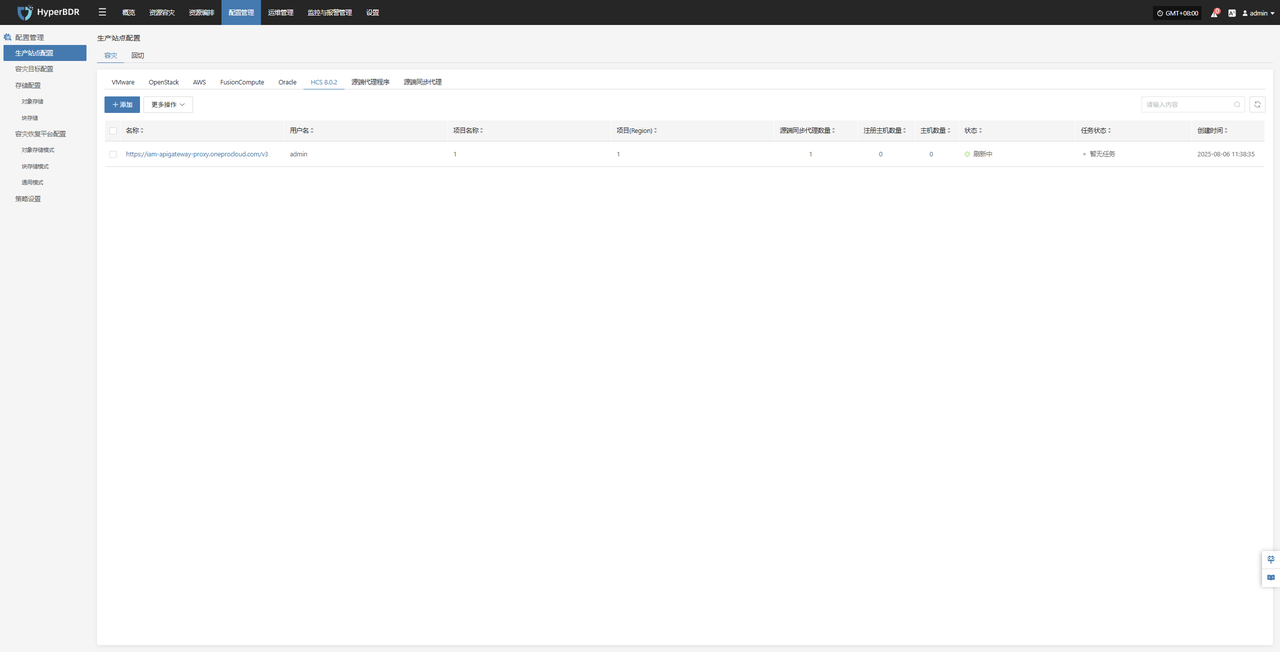 HyperBDR 概览 资源容灾 资源编排 配置管理 运维管理 监控与报警管理 设置 GMT+08:00 0 admin
配置管理
生产站点配置
容灾目标配置
存储配置
对象存储
块存储
容灾恢复平台配置
对象存储模式
块存储模式
通用模式
策略设置
生产站点配置
容灾 回切
VMware OpenStack AWS FusionCompute Oracle HCS 8.0.2 源端代理程序 源端同步代理
添加 更多操作 请输入内容
名称 用户名 项目名称 项目(Region) 源端同步代理数量 注册主机数量 主机数量 状态 任务状态 创建时间
https://iam-apigateway-proxy.oneprocloud.com/v3 admin 1 1 1 0 0 刷新中 暂无任务 2025-08-06 11:38:35